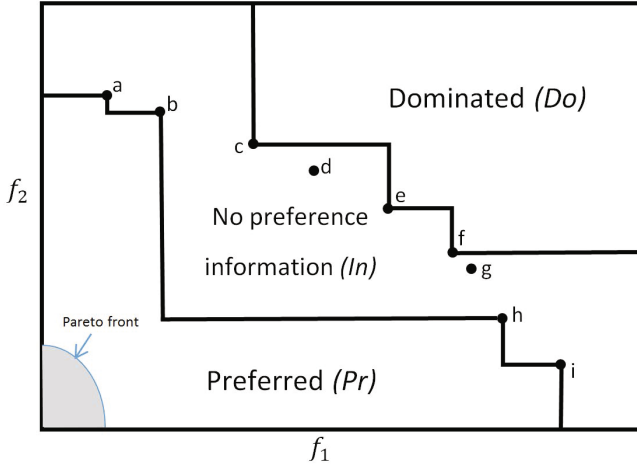 a
b
Dominated (Do)
c
d
f₂
No preference
e
f
information (In)
g
Pareto front
h
Preferred (Pr)
i
f₁